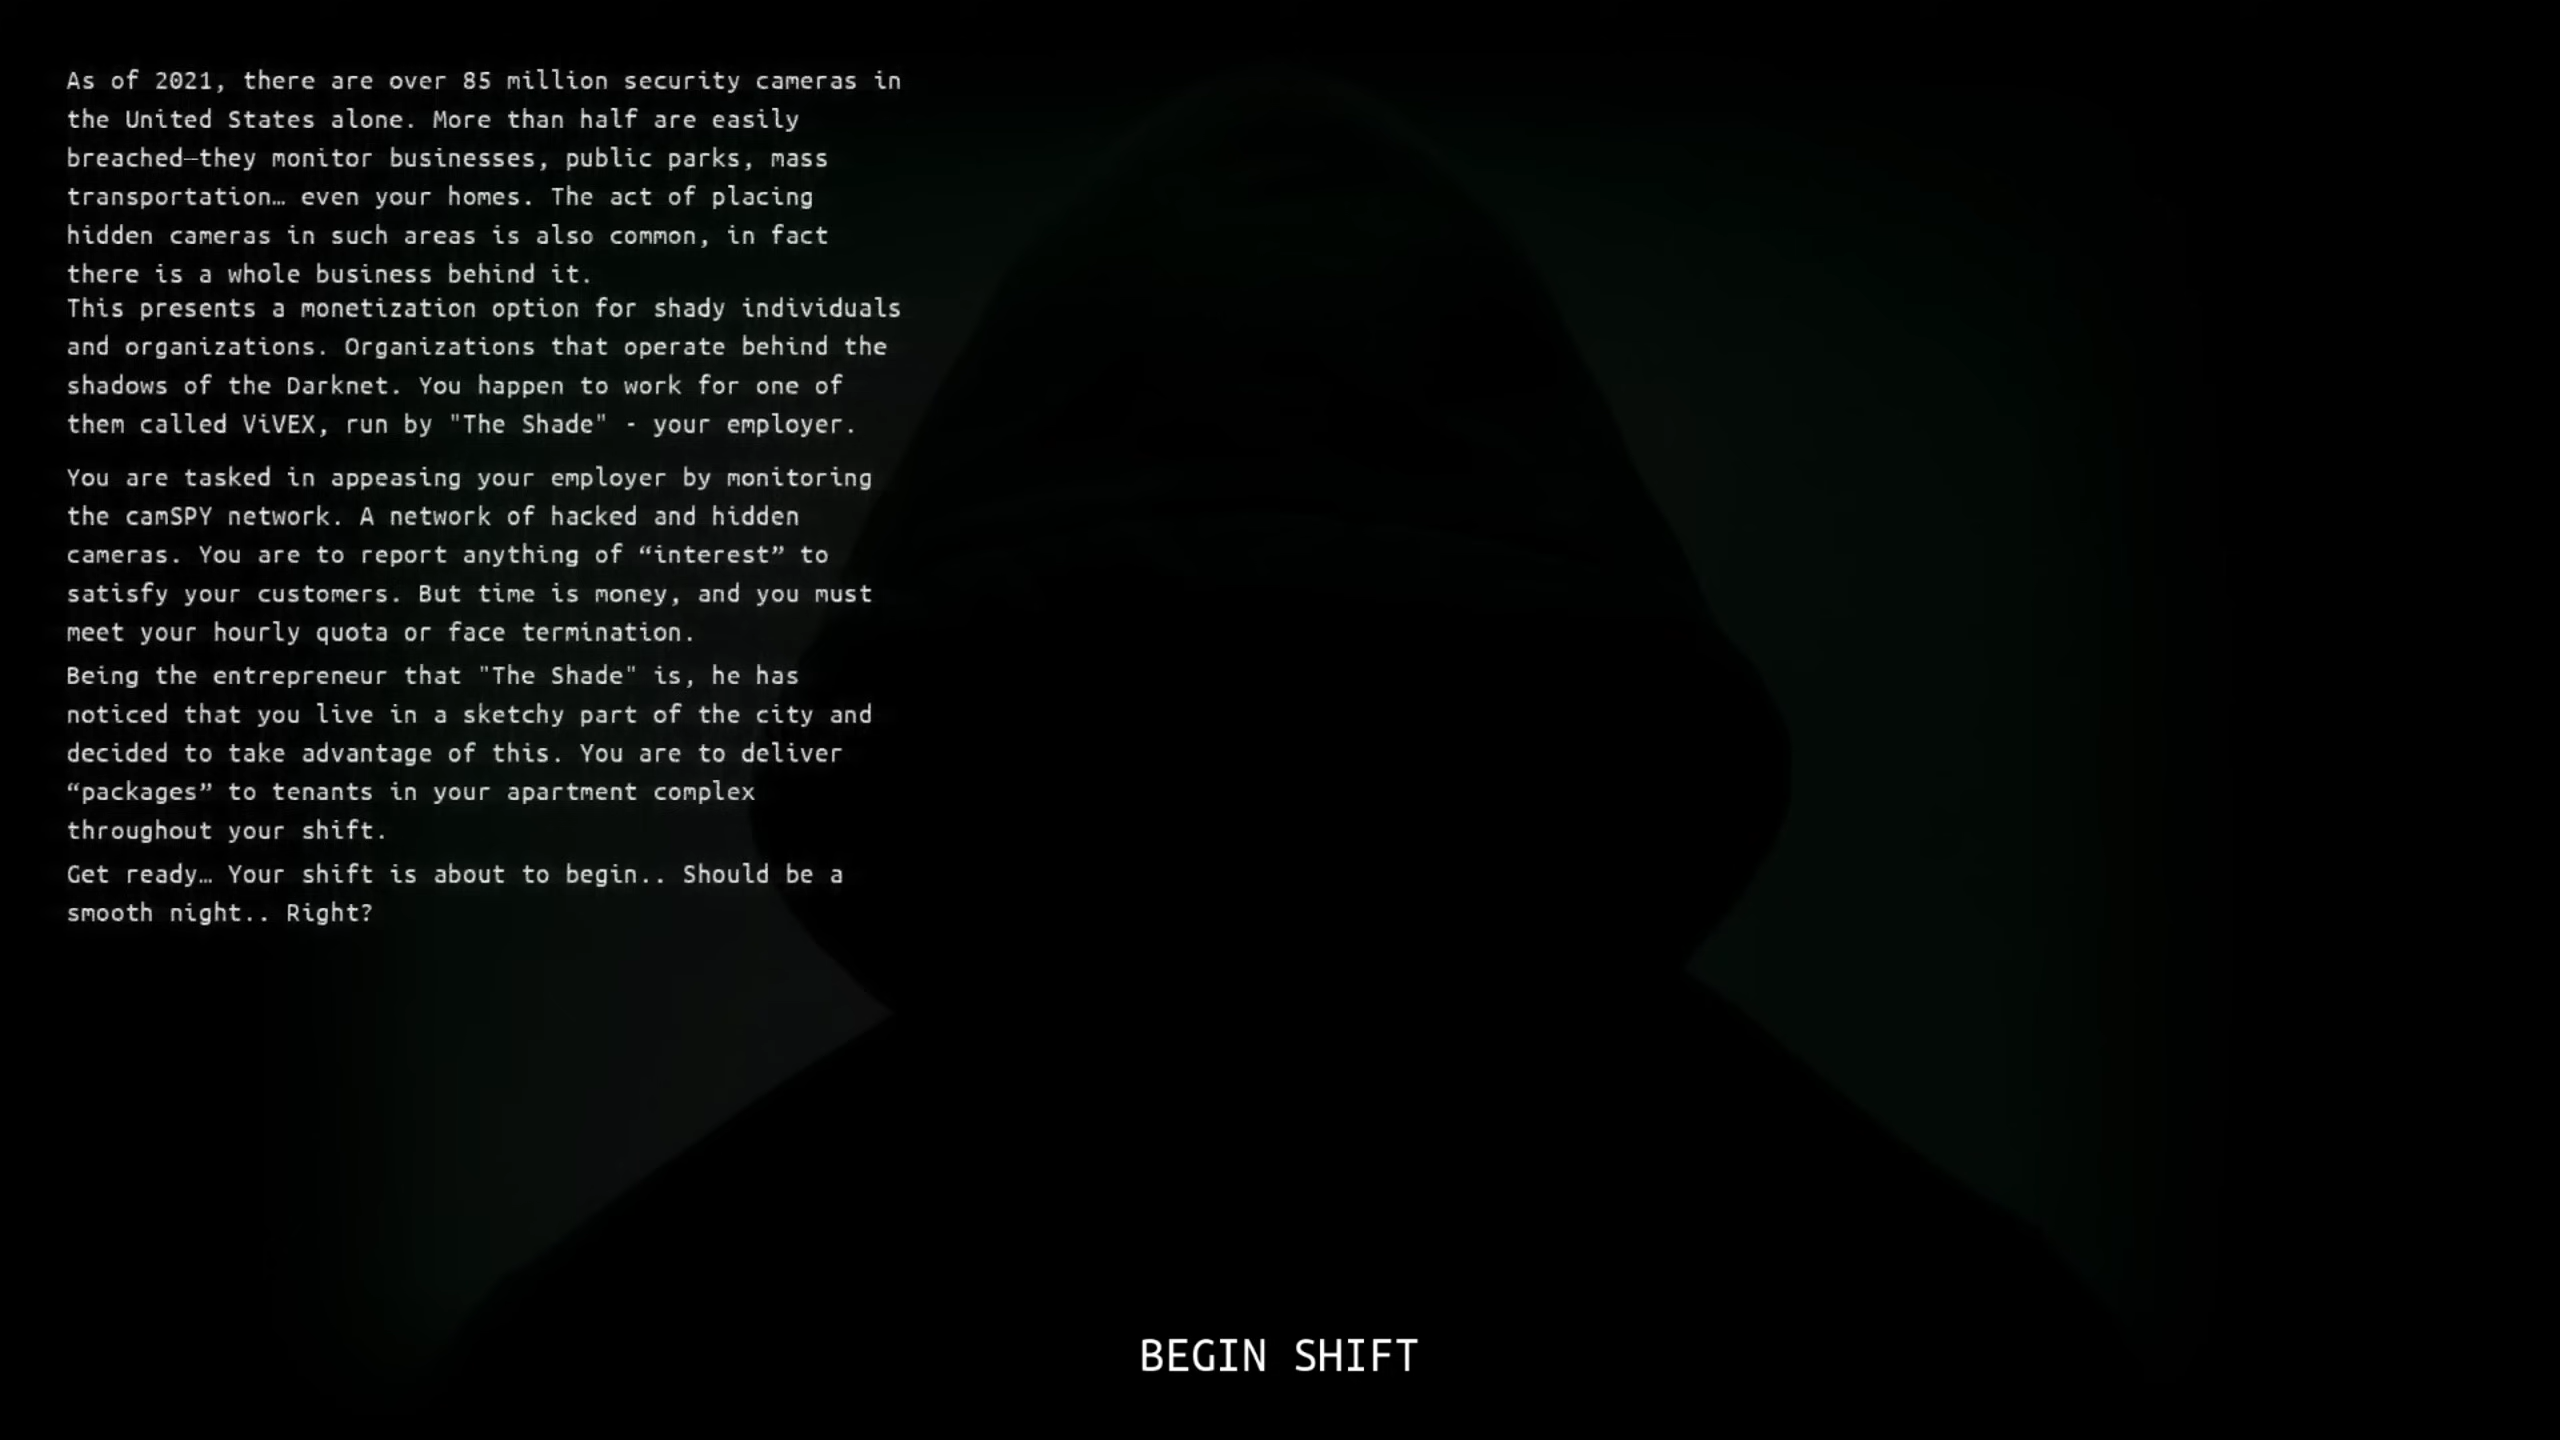 As of 2021, there are over 85 million security cameras in
the United States alone. More than half are easily
breached—they monitor businesses, public parks, mass
transportation… even your homes. The act of placing
hidden cameras in such areas is also common, in fact
there is a whole business behind it.
This presents a monetization option for shady individuals
and organizations. Organizations that operate behind the
shadows of the Darknet. You happen to work for one of
them called ViVEX, run by "The Shade" - your employer.
You are tasked in appeasing your employer by monitoring
the camSPY network. A network of hacked and hidden
cameras. You are to report anything of “interest” to
satisfy your customers. But time is money, and you must
meet your hourly quota or face termination.
Being the entrepreneur that "The Shade" is, he has
noticed that you live in a sketchy part of the city and
decided to take advantage of this. You are to deliver
“packages” to tenants in your apartment complex
throughout your shift.
Get ready… Your shift is about to begin.. Should be a
smooth night.. Right?
BEGIN SHIFT